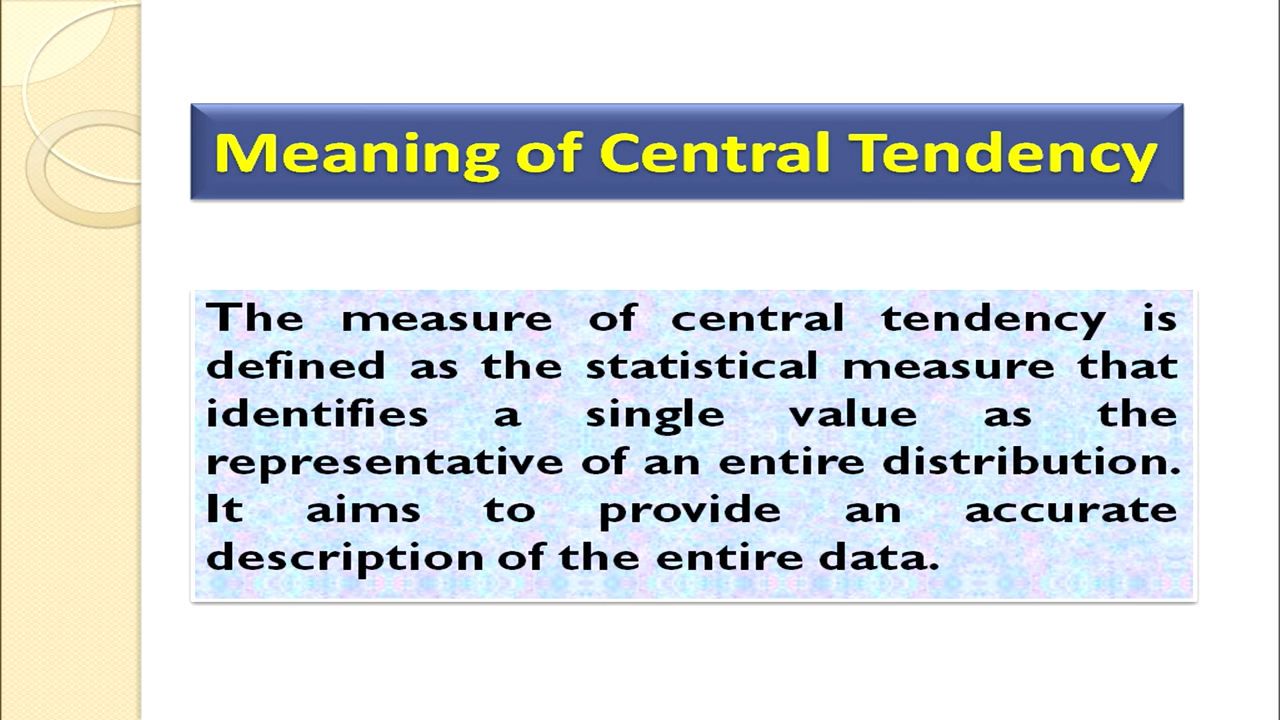 Meaning of Central Tendency
The measure of central tendency is
defined as the statistical measure that
identifies a single value as the
representative of an entire distribution.
It aims to provide an accurate
description of the entire data.